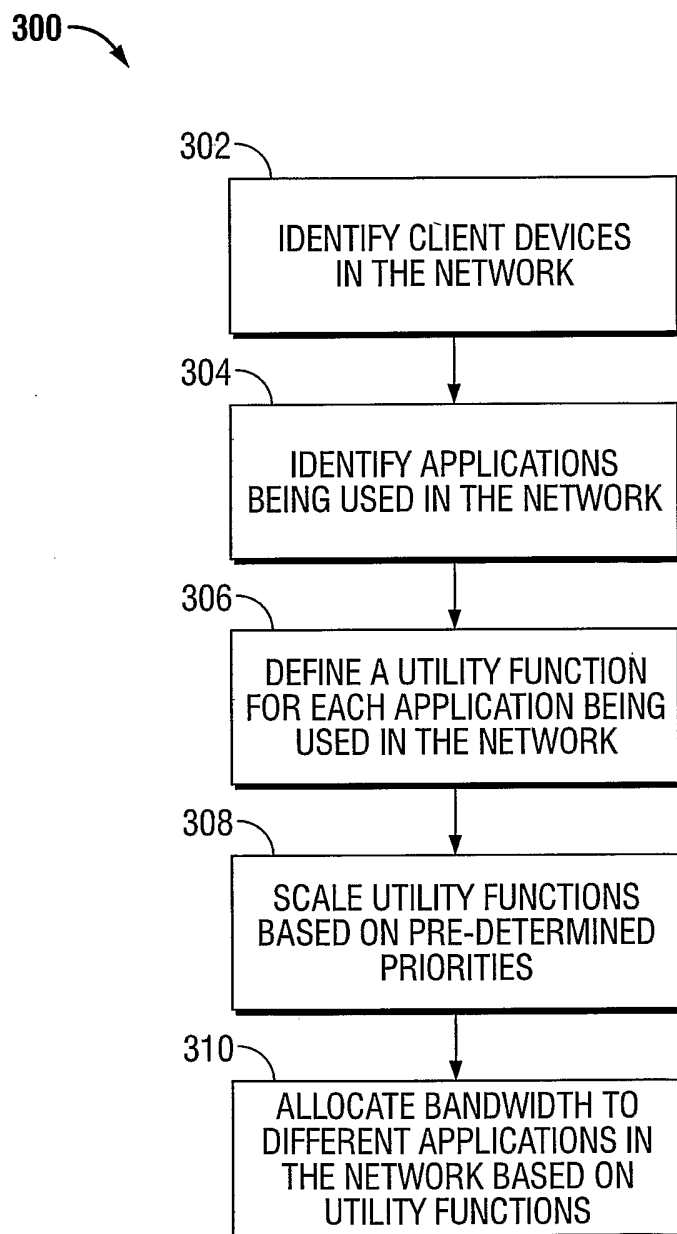 300
302
IDENTIFY CLIENT DEVICES
IN THE NETWORK
304
IDENTIFY APPLICATIONS
BEING USED IN THE NETWORK
306
DEFINE A UTILITY FUNCTION
FOR EACH APPLICATION BEING
USED IN THE NETWORK
308
SCALE UTILITY FUNCTIONS
BASED ON PRE-DETERMINED
PRIORITIES
310
ALLOCATE BANDWIDTH TO
DIFFERENT APPLICATIONS IN
THE NETWORK BASED ON
UTILITY FUNCTIONS